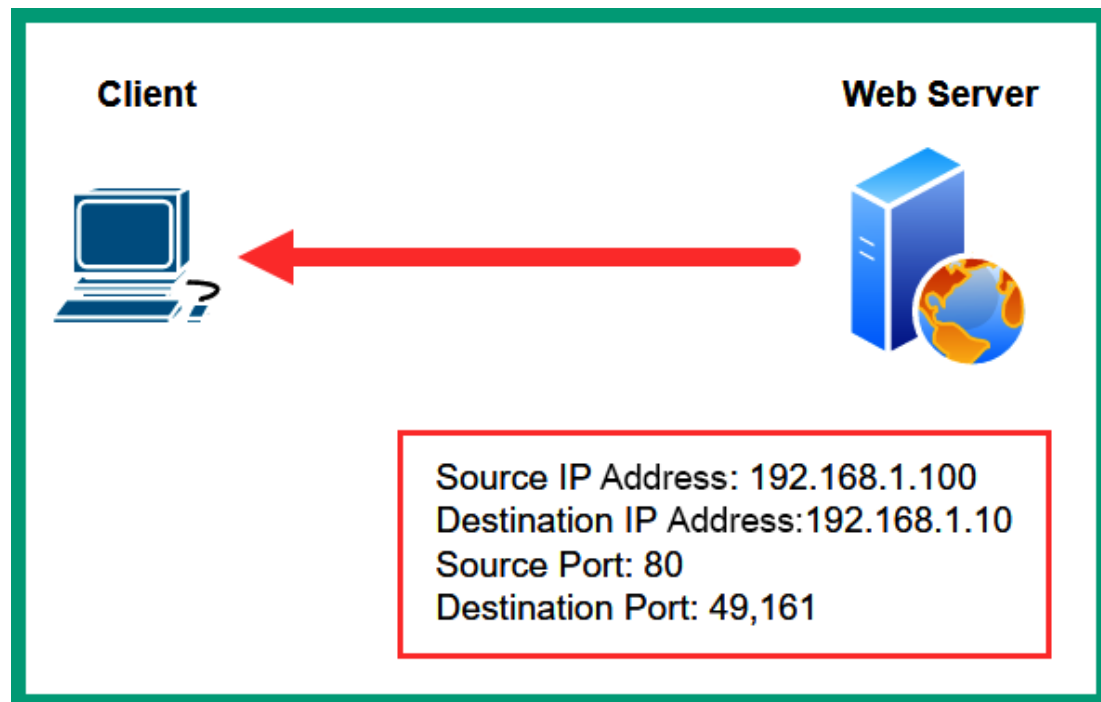 Client
Web Server
Source IP Address: 192.168.1.100
Destination IP Address:192.168.1.10
Source Port: 80
Destination Port: 49,161